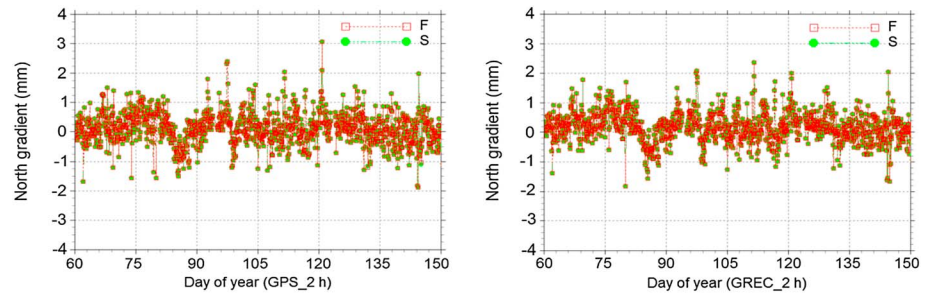 North gradient (mm)
4
3
2
1
0
-1
-2
-3
-4
60 75 90 105 120 135 150
Day of year (GPS_2 h)
F
S
North gradient (mm)
4
3
2
1
0
-1
-2
-3
-4
60 75 90 105 120 135 150
Day of year (GREC_2 h)
F
S